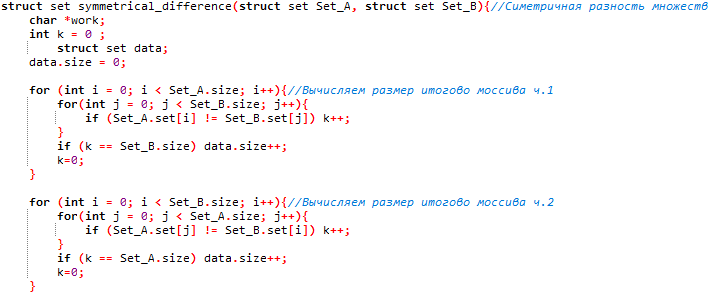 struct set symmetrical_difference(struct set Set_A, struct set Set_B){//Симетричная разность множеств
char *work;
int k = 0 ;
struct set data;
data.size = 0;
for (int i = 0; i < Set_A.size; i++){//Вычисляем размер итогово моссива ч.1
for(int j = 0; j < Set_B.size; j++){
if (Set_A.set[i] != Set_B.set[j]) k++;
}
if (k == Set_B.size) data.size++;
k=0;
}
for (int i = 0; i < Set_B.size; i++){//Вычисляем размер итогово моссива ч.2
for(int j = 0; j < Set_A.size; j++){
if (Set_A.set[j] != Set_B.set[i]) k++;
}
if (k == Set_A.size) data.size++;
k=0;
}